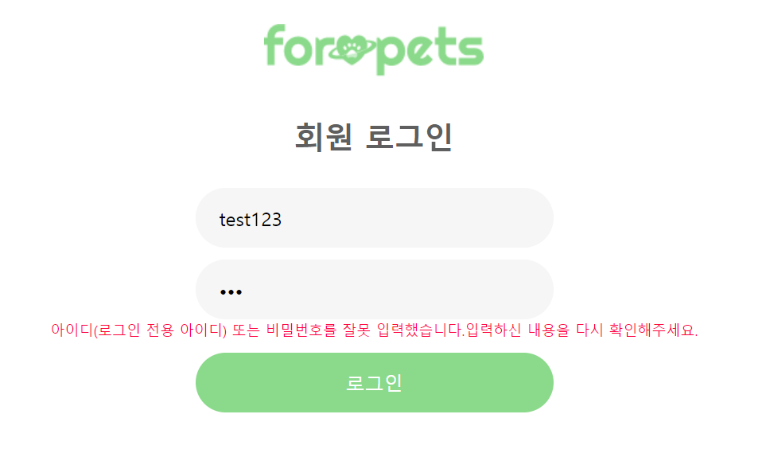 for pets
회원 로그인
test123
•••
아이디(로그인 전용 아이디) 또는 비밀번호를 잘못 입력했습니다.입력하신 내용을 다시 확인해주세요.
로그인